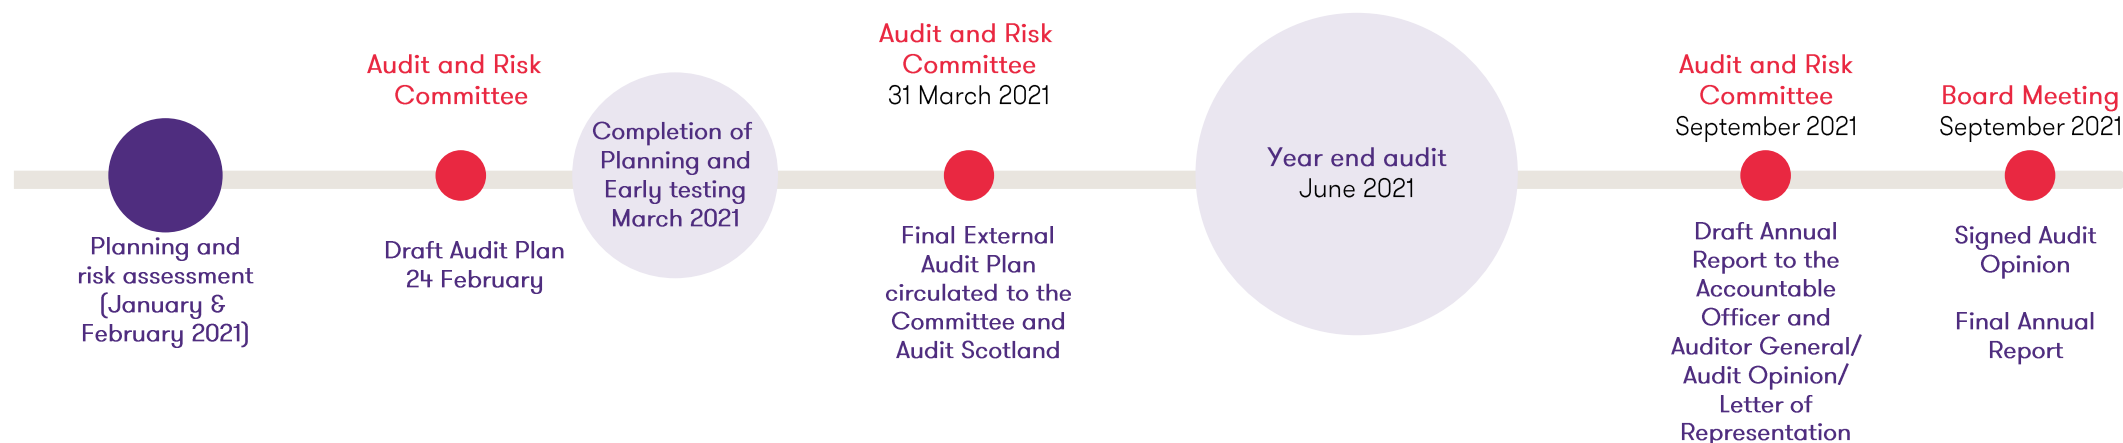 Planning and
risk assessment
(January &
February 2021)
Audit and Risk
Committee
Draft Audit Plan
24 February
Completion of
Planning and
Early testing
March 2021
Audit and Risk
Committee
31 March 2021
Final External
Audit Plan
circulated to the
Committee and
Audit Scotland
Year end audit
June 2021
Audit and Risk
Committee
September 2021
Draft Annual
Report to the
Accountable
Officer and
Auditor General/
Audit Opinion/
Letter of
Representation
Board Meeting
September 2021
Signed Audit
Opinion
Final Annual
Report